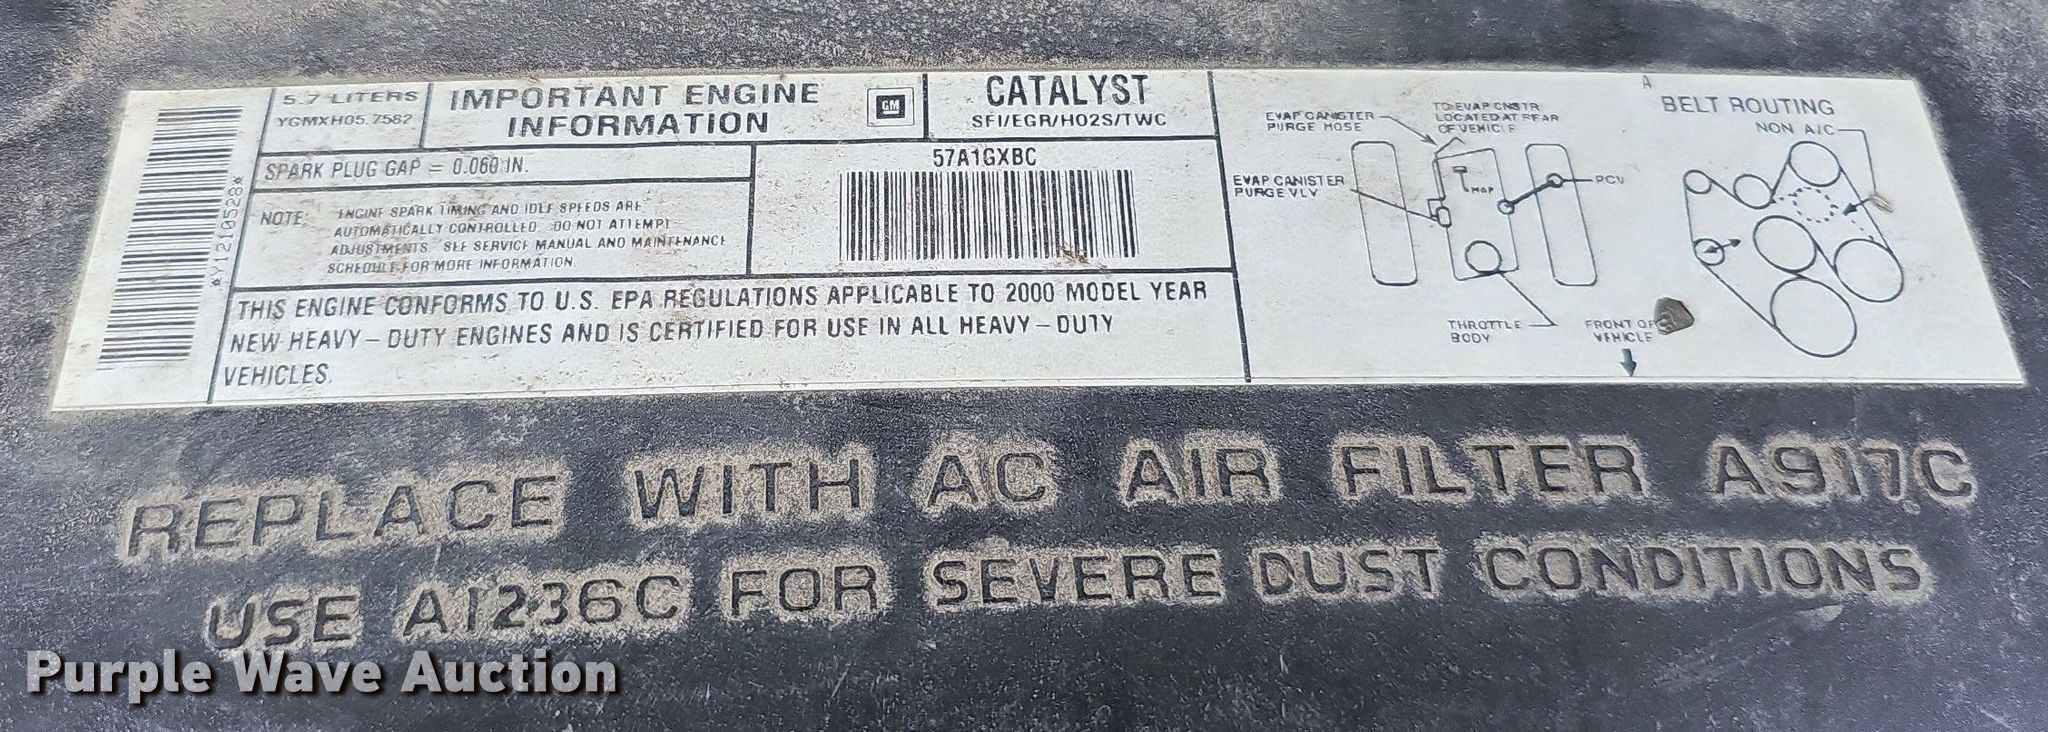 *Y1210528*
5.7 LITERS
YGMXH05.7582
IMPORTANT ENGINE
INFORMATION
GM
CATALYST
SFI/EGR/HO2S/TWC
SPARK PLUG GAP = 0.060 IN.
NOTE: ENGINE SPARK TIMING AND IDLE SPEEDS ARE
AUTOMATICALLY CONTROLLED. DO NOT ATTEMPT
ADJUSTMENTS. SEE SERVICE MANUAL AND MAINTENANCE
SCHEDULE FOR MORE INFORMATION.
57A1GXBC
THIS ENGINE CONFORMS TO U.S. EPA REGULATIONS APPLICABLE TO 2000 MODEL YEAR
NEW HEAVY - DUTY ENGINES AND IS CERTIFIED FOR USE IN ALL HEAVY - DUTY
VEHICLES.
EVAP CANISTER
PURGE HOSE
TO EVAP CNSTR
LOCATED AT REAR
OF VEHICLE
EVAP CANISTER
PURGE VLV
MAP
PCV
THROTTLE
BODY
FRONT OF
VEHICLE
A
BELT ROUTING
NON A/C
REPLACE WITH AC AIR FILTER A917C
USE A1236C FOR SEVERE DUST CONDITIONS
Purple Wave Auction